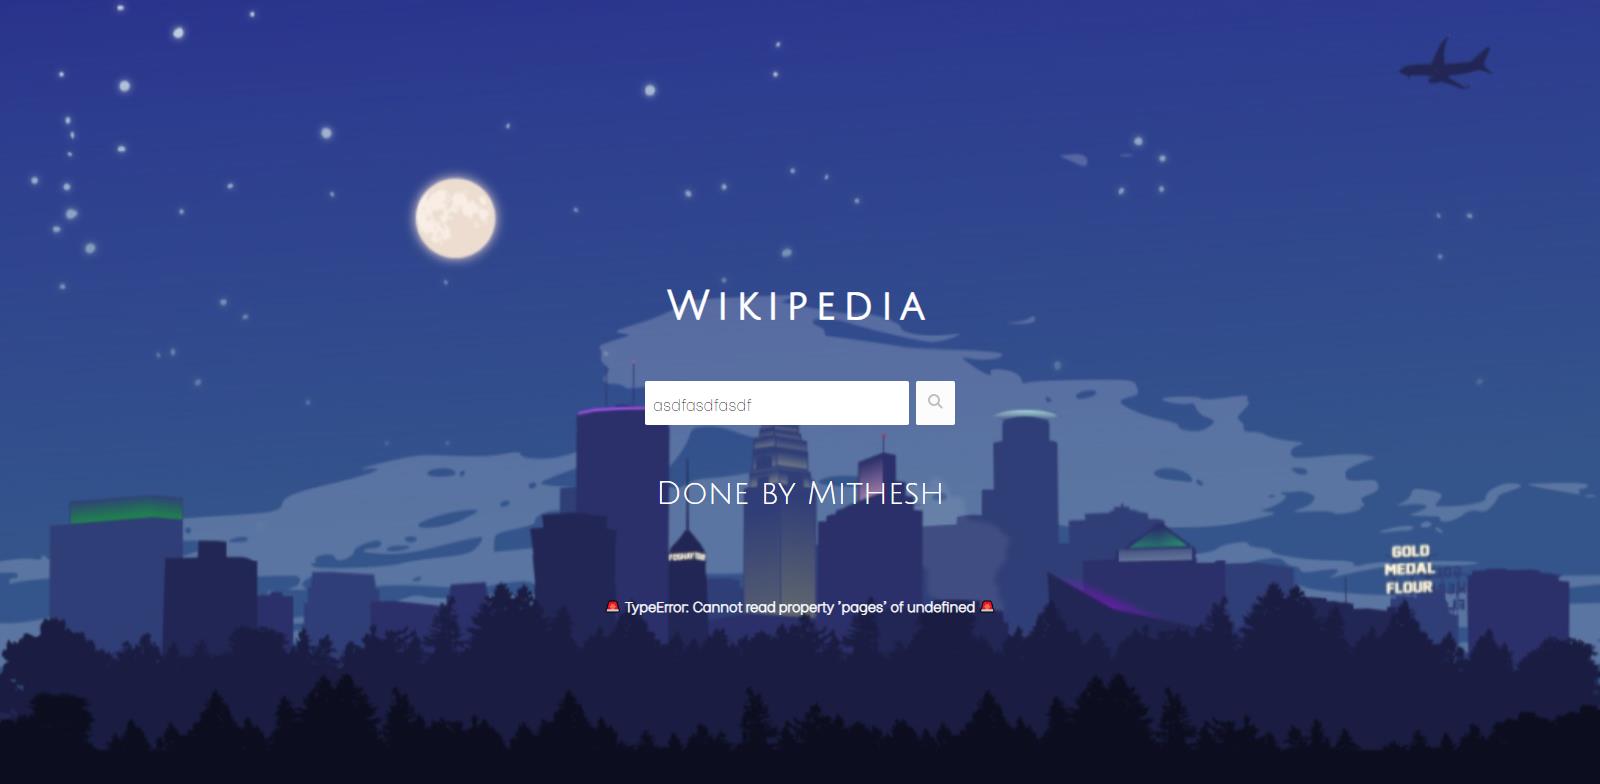 Wikipedia
asdfasdfasdf
Done by Mithesh
🚨 TypeError: Cannot read property 'pages' of undefined 🚨
GOLD
MEDAL
FLOUR